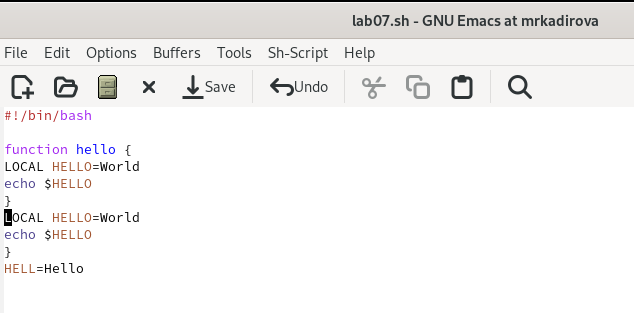 lab07.sh - GNU Emacs at mrkadirova
File Edit Options Buffers Tools Sh-Script Help
Save Undo
#!/bin/bash
function hello {
LOCAL HELLO=World
echo $HELLO
}
LOCAL HELLO=World
echo $HELLO
}
HELL=Hello